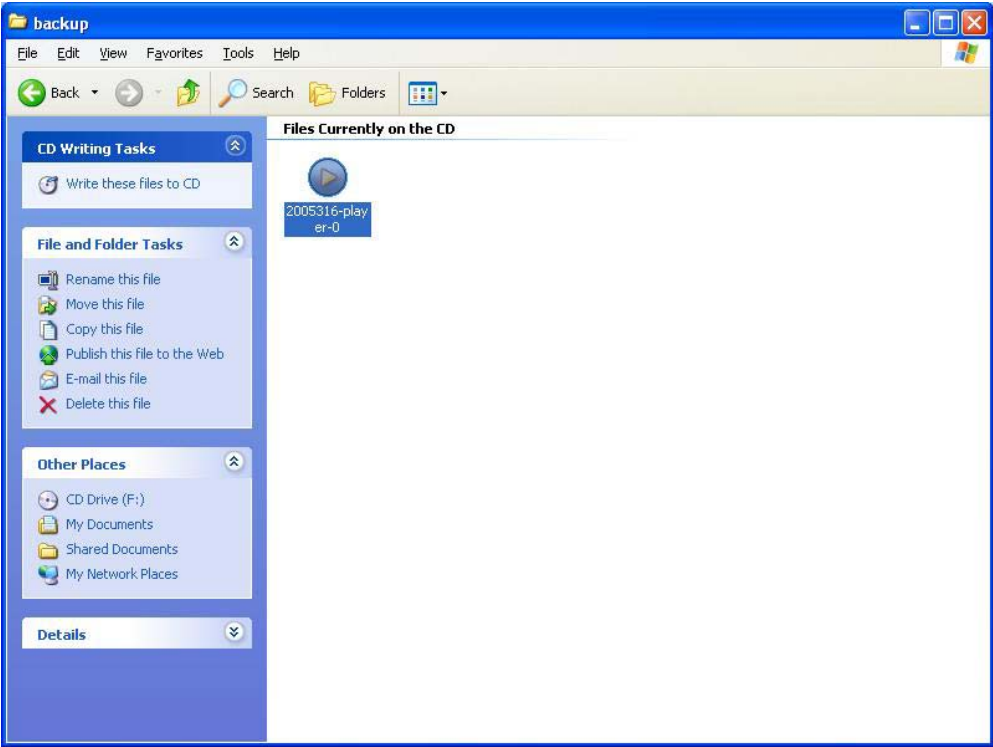 backup
File Edit View Favorites Tools Help
Back Search Folders
CD Writing Tasks
Write these files to CD
File and Folder Tasks
Rename this file
Move this file
Copy this file
Publish this file to the Web
E-mail this file
Delete this file
Other Places
CD Drive (F:)
My Documents
Shared Documents
My Network Places
Details
Files Currently on the CD
2005316-play
er-0